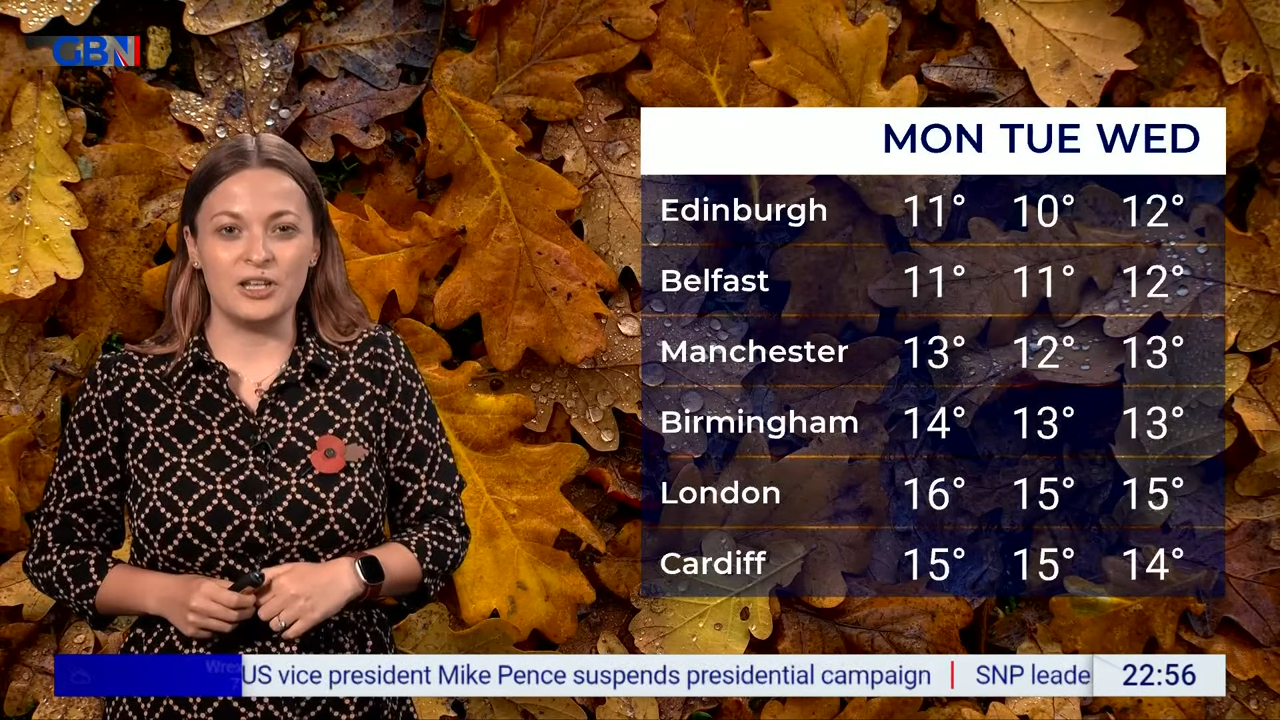 GBN
MON TUE WED
Edinburgh 11° 10° 12°
Belfast 11° 11° 12°
Manchester 13° 12° 13°
Birmingham 14° 13° 13°
London 16° 15° 15°
Cardiff 15° 15° 14°
US vice president Mike Pence suspends presidential campaign | SNP leade
22:56